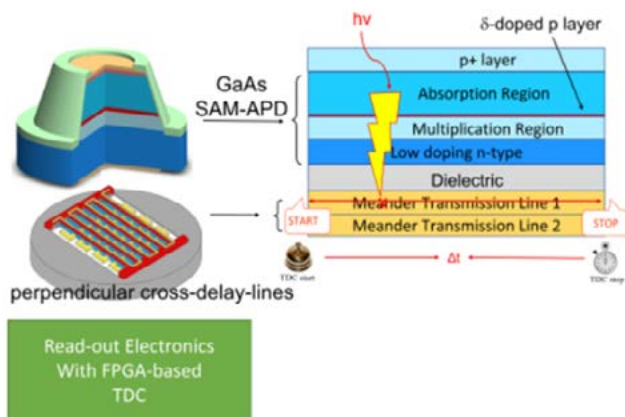 hv
δ-doped p layer
GaAs
SAM-APD
p+ layer
Absorption Region
Multiplication Region
Low doping n-type
Dielectric
Meander Transmission Line 1
Meander Transmission Line 2
START
STOP
TDC start
Δt
TDC stop
perpendicular cross-delay-lines
Read-out Electronics
With FPGA-based
TDC